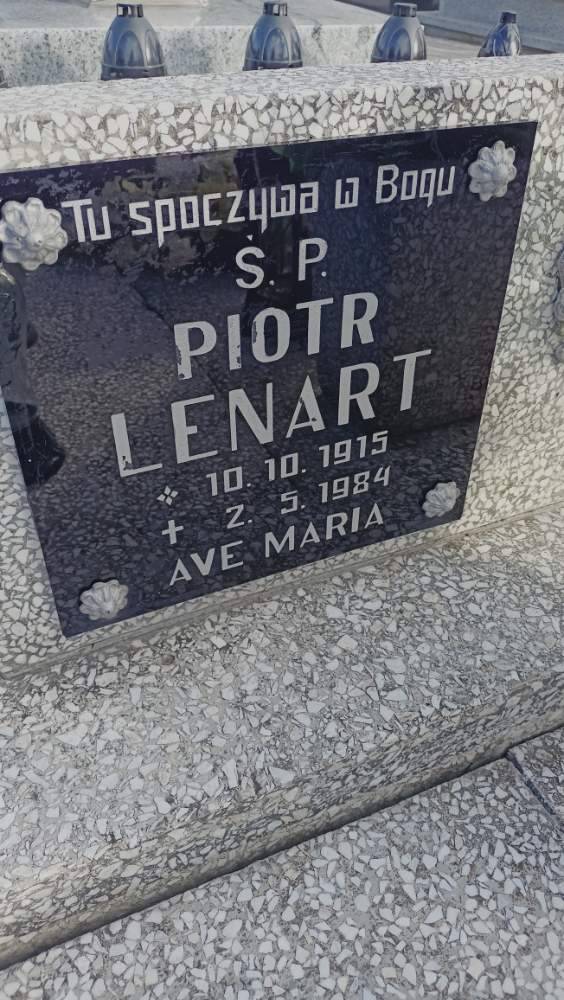 Tu spoczywa w Bogu
Ś. P.
PIOTR
LENART
10. 10. 1915
+ 2. 5. 1984
AVE MARIA